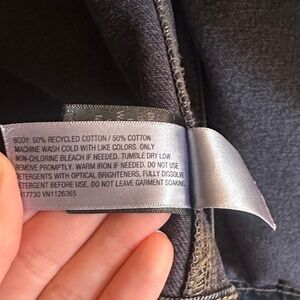 BODY: 50% RECYCLED COTTON / 50% COTTON
MACHINE WASH COLD WITH LIKE COLORS. ONLY
NON-CHLORINE BLEACH IF NEEDED. TUMBLE DRY LOW.
REMOVE PROMPTLY. WARM IRON IF NEEDED. DO NOT USE
DETERGENTS WITH OPTICAL BRIGHTENERS, FULLY DISSOLVE
DETERGENT BEFORE USE, DO NOT LEAVE GARMENT SOAKING
17730 VN1126365